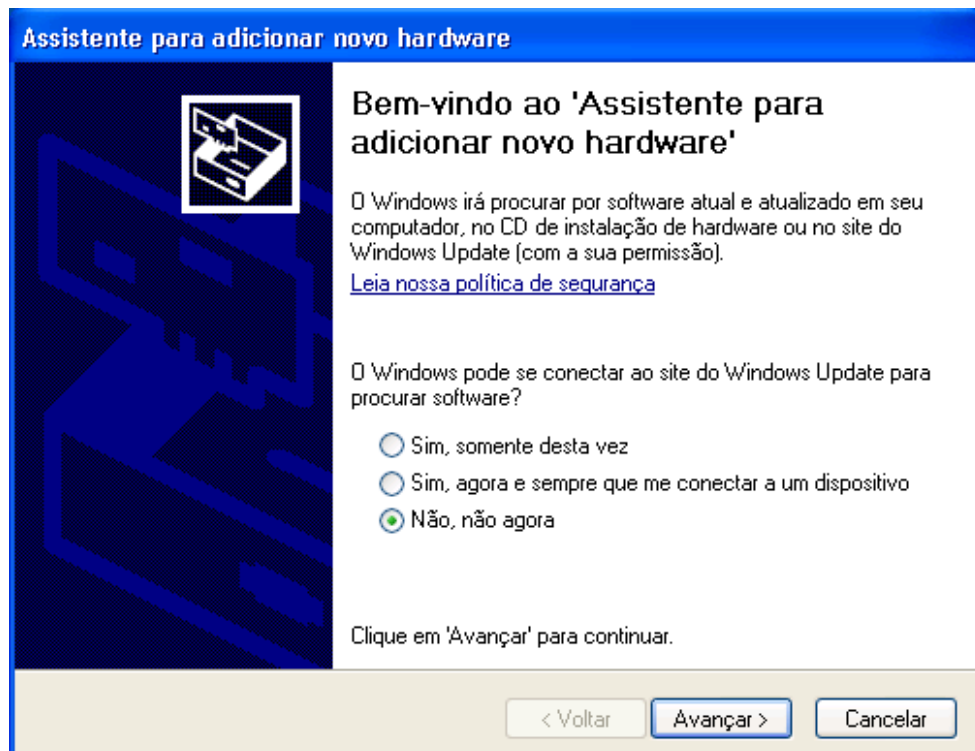 Assistente para adicionar novo hardware
Bem-vindo ao 'Assistente para
adicionar novo hardware'
O Windows irá procurar por software atual e atualizado em seu
computador, no CD de instalação de hardware ou no site do
Windows Update (com a sua permissão).
Leia nossa política de segurança
O Windows pode se conectar ao site do Windows Update para
procurar software?
Sim, somente desta vez
Sim, agora e sempre que me conectar a um dispositivo
Não, não agora
Clique em 'Avançar' para continuar.
< Voltar
Avançar >
Cancelar